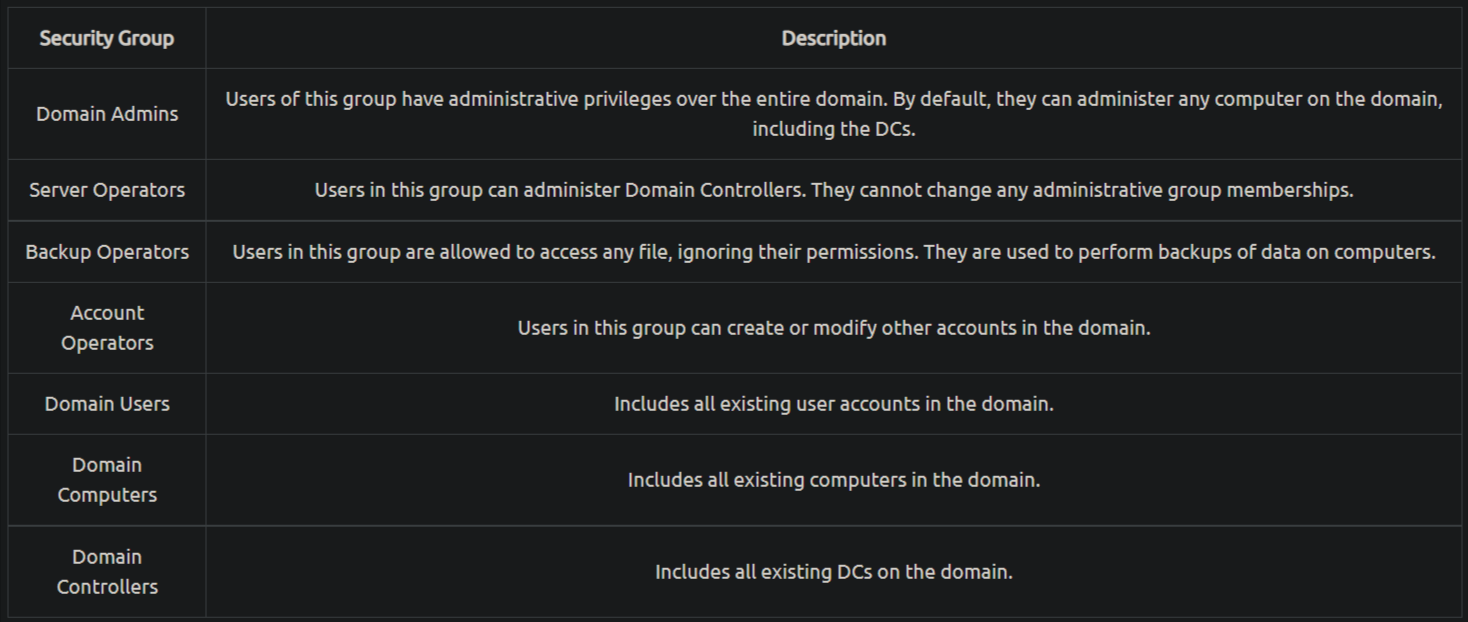 Security Group
Description
Domain Admins
Users of this group have administrative privileges over the entire domain. By default, they can administer any computer on the domain,
including the DCs.
Server Operators
Users in this group can administer Domain Controllers. They cannot change any administrative group memberships.
Backup Operators
Users in this group are allowed to access any file, ignoring their permissions. They are used to perform backups of data on computers.
Account
Operators
Users in this group can create or modify other accounts in the domain.
Domain Users
Includes all existing user accounts in the domain.
Domain
Computers
Includes all existing computers in the domain.
Domain
Controllers
Includes all existing DCs on the domain.